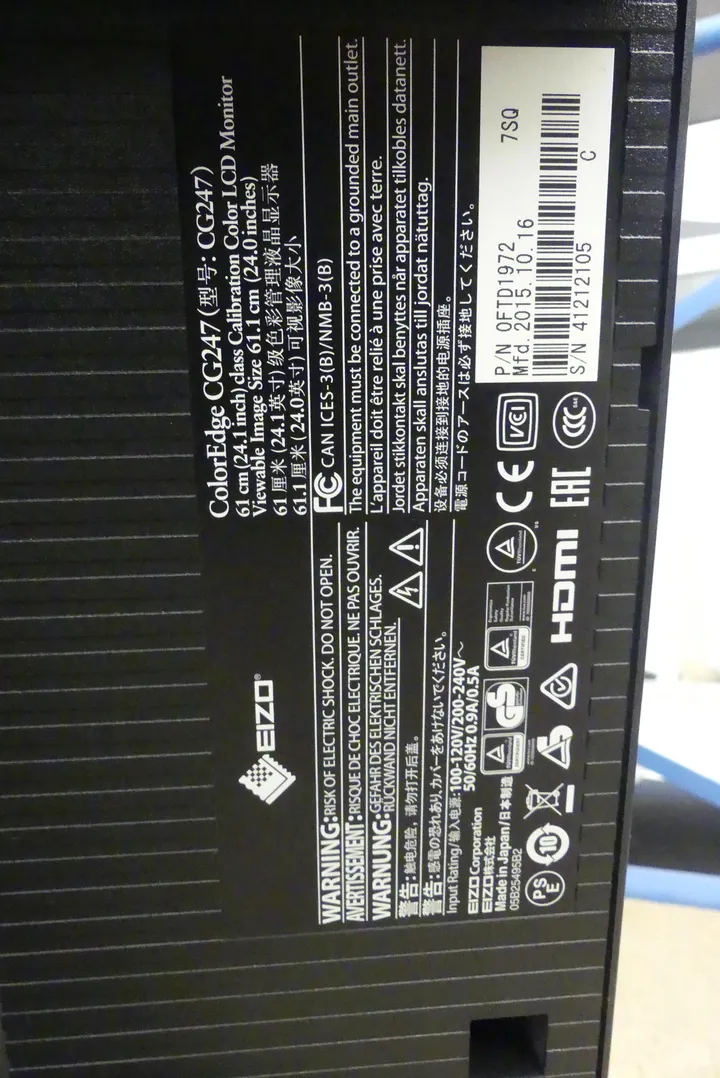 EIZO®
ColorEdge CG247 (型号: CG247)
61 cm (24.1 inch) class Calibration Color LCD Monitor
Viewable Image Size 61.1 cm (24.0 inches)
61 厘米 (24.1英寸) 级色彩管理液晶显示器
61.1 厘米 (24.0英寸) 可视影像大小
WARNING: RISK OF ELECTRIC SHOCK. DO NOT OPEN.
AVERTISSEMENT: RISQUE DE CHOC ELECTRIQUE. NE PAS OUVRIR.
WARNUNG: GEFAHR DES ELEKTRISCHEN SCHLAGES.
RÜCKWAND NICHT ENTFERNEN.
警告: 触电危险，请勿打开后盖。
警告: 感電の恐れあり。カバーをあけないでください。
Input Rating/输入电源:100-120V/200-240V~
50/60Hz 0.9A/0.5A
EIZO Corporation
EIZO株式会社
Made in Japan/日本制造
05B25495B2
FC CAN ICES-3(B)/NMB-3(B)
The equipment must be connected to a grounded main outlet.
L'appareil doit être relié à une prise avec terre.
Jordet stikkontakt skal benyttes når apparatet tilkobles datanett.
Apparaten skall anslutas till jordat nätuttag.
设备必须连接到接地的电源插座。
電源コードのアースは必ず接地してください。
P/N 0FTD1972 7SQ
Mfd. 2015.10.16
S/N 41212105 C
GS
TÜVRheinland
CE
VCI
PS
E
10
HDMI
EAC
CCC